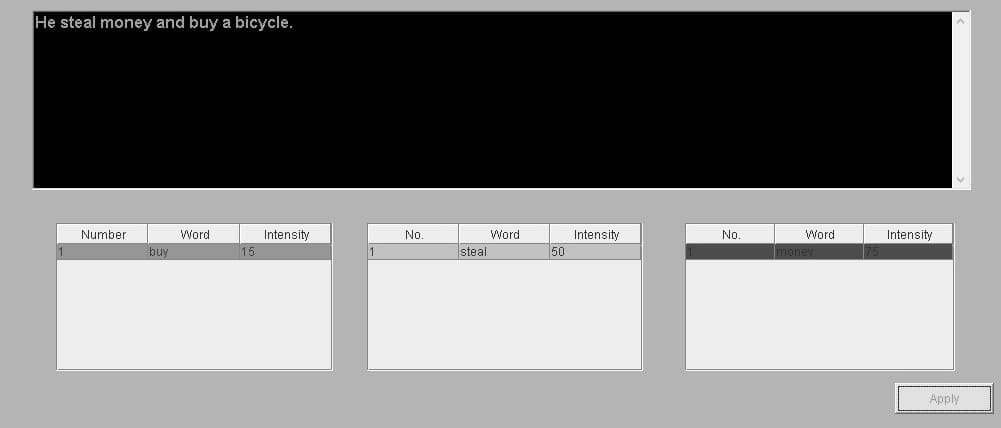 He steal money and buy a bicycle.
Number Word Intensity
1 buy 15
No. Word Intensity
1 steal 50
No. Word Intensity
1 money 75
Apply